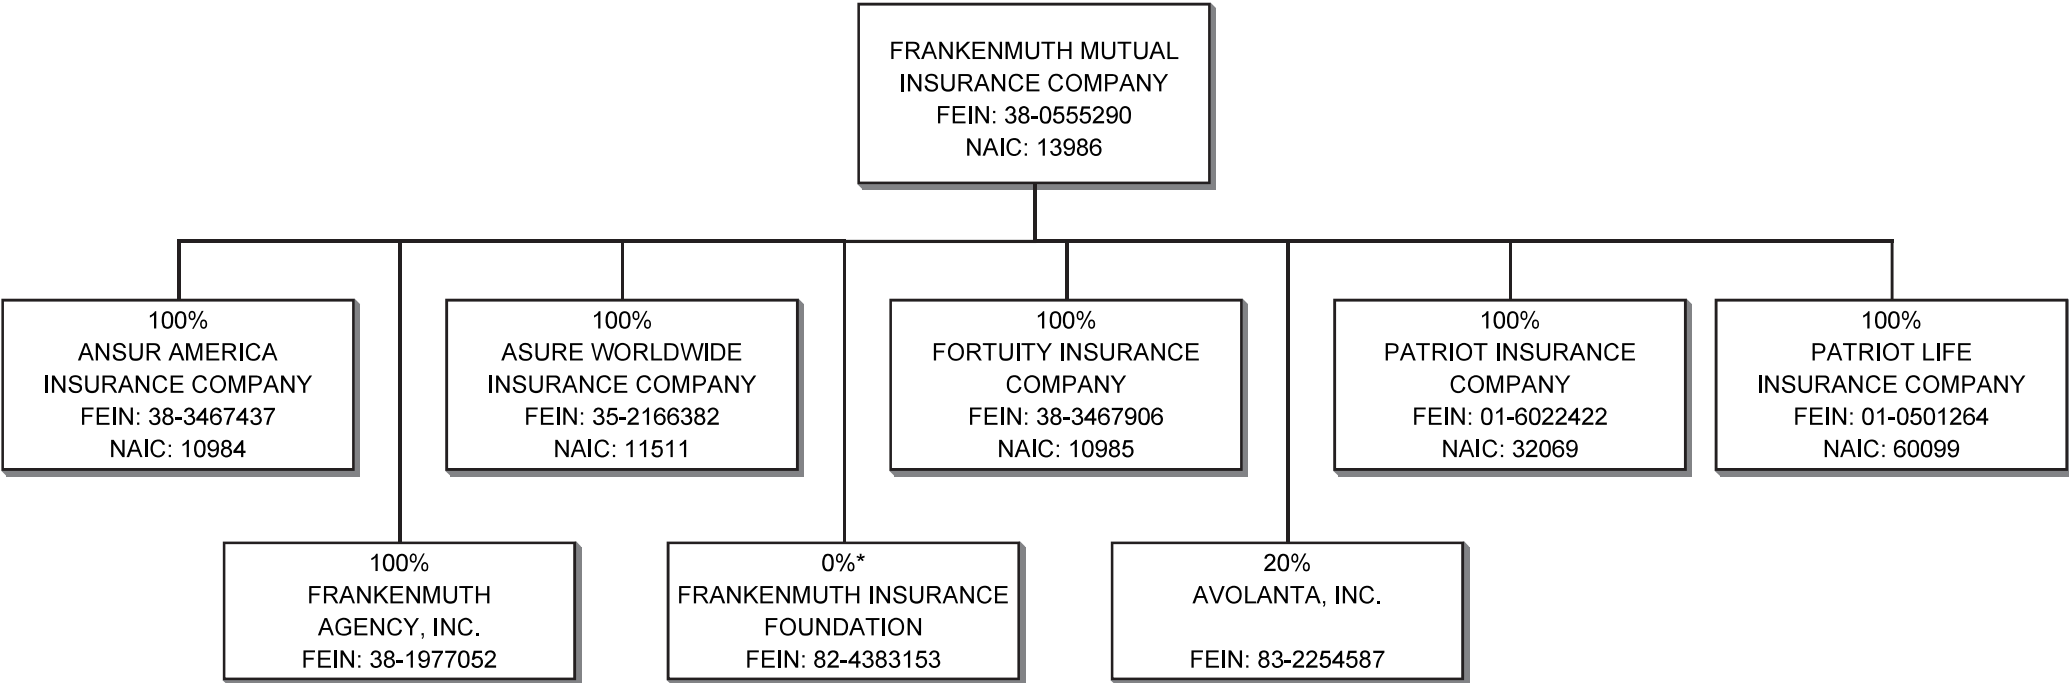 FRANKENMUTH MUTUAL
INSURANCE COMPANY
FEIN: 38-0555290
NAIC: 13986
100%
ANSUR AMERICA
INSURANCE COMPANY
FEIN: 38-3467437
NAIC: 10984
100%
ASURE WORLDWIDE
INSURANCE COMPANY
FEIN: 35-2166382
NAIC: 11511
100%
FORTUITY INSURANCE
COMPANY
FEIN: 38-3467906
NAIC: 10985
100%
PATRIOT INSURANCE
COMPANY
FEIN: 01-6022422
NAIC: 32069
100%
PATRIOT LIFE
INSURANCE COMPANY
FEIN: 01-0501264
NAIC: 60099
100%
FRANKENMUTH
AGENCY, INC.
FEIN: 38-1977052
0%*
FRANKENMUTH INSURANCE
FOUNDATION
FEIN: 82-4383153
20%
AVOLANTA, INC.
FEIN: 83-2254587